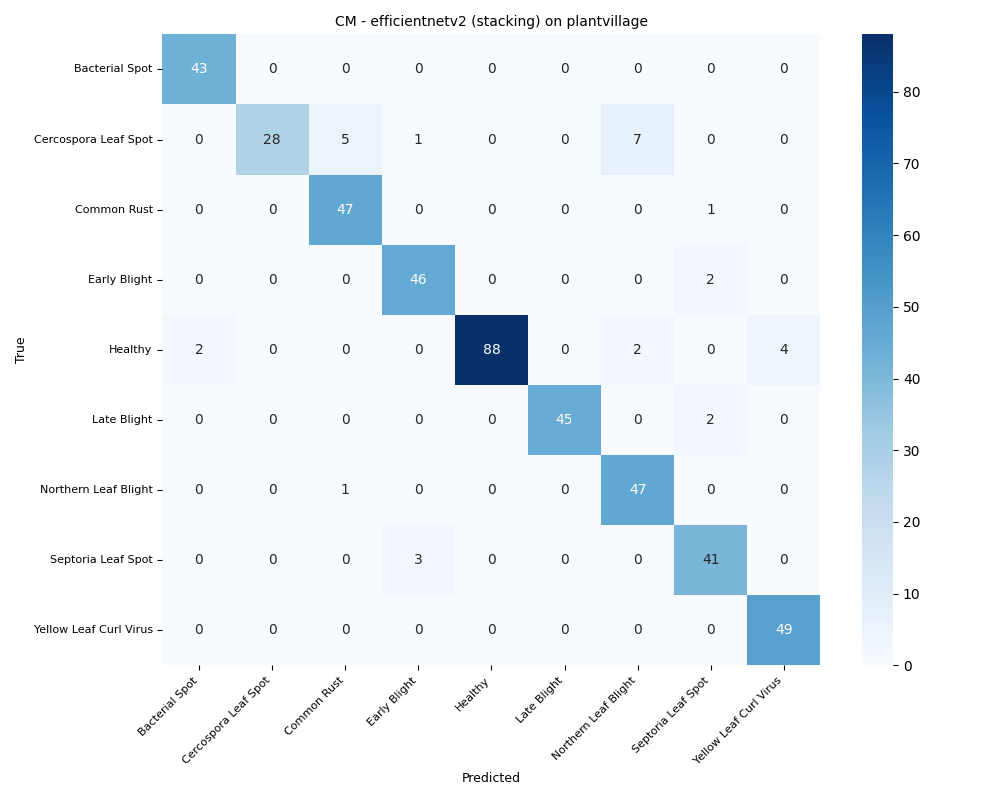 CM - efficientnetv2 (stacking) on plantvillage
True
Bacterial Spot 43 0 0 0 0 0 0 0 0
Cercospora Leaf Spot 0 28 5 1 0 0 7 0 0
Common Rust 0 0 47 0 0 0 0 1 0
Early Blight 0 0 0 46 0 0 0 2 0
Healthy 2 0 0 0 88 0 2 0 4
Late Blight 0 0 0 0 0 45 0 2 0
Northern Leaf Blight 0 0 1 0 0 0 47 0 0
Septoria Leaf Spot 0 0 0 3 0 0 0 41 0
Yellow Leaf Curl Virus 0 0 0 0 0 0 0 0 49
Bacterial Spot
Cercospora Leaf Spot
Common Rust
Early Blight
Healthy
Late Blight
Northern Leaf Blight
Septoria Leaf Spot
Yellow Leaf Curl Virus
Predicted
80
70
60
50
40
30
20
10
0